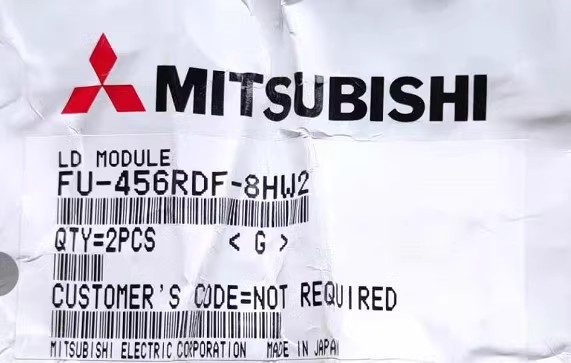 MITSUBISHI
LD MODULE
FU-456RDF-8HW2
QTY=2PCS <G>
CUSTOMER'S CODE=NOT REQUIRED
MITSUBISHI ELECTRIC CORPORATION MADE IN JAPAN